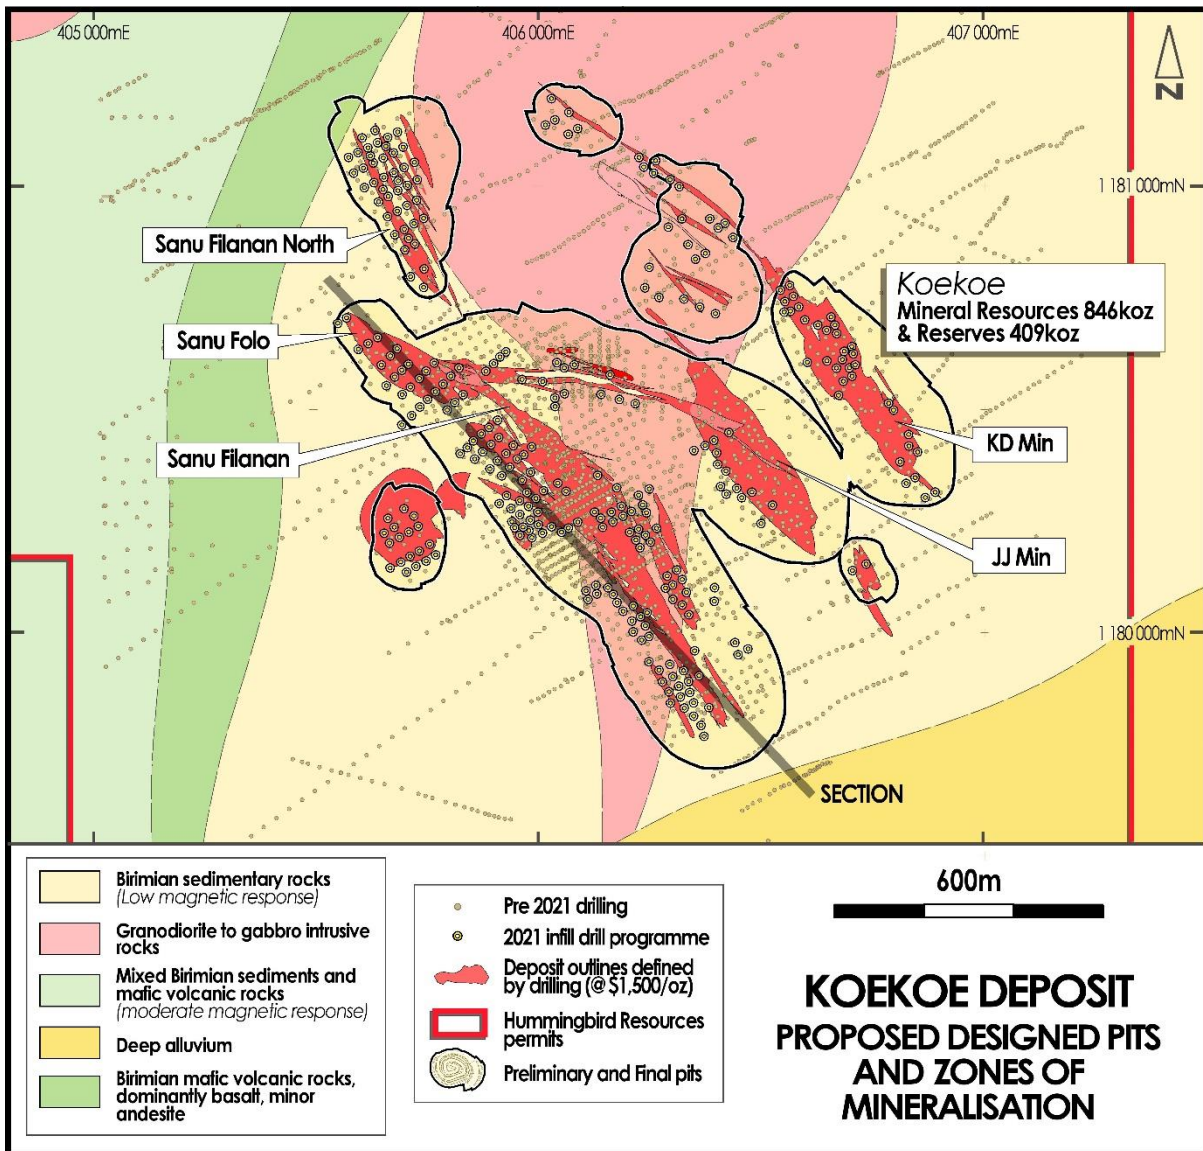 405 000mE
406 000mE
407 000mE
N
1 181 000mN
Sanu Filanan North
Koekoe
Mineral Resources 846koz
& Reserves 409koz
Sanu Folo
Sanu Filanan
KD Min
JJ Min
1 180 000mN
SECTION
Birimian sedimentary rocks
(Low magnetic response)
Granodiorite to gabbro intrusive
rocks
Mixed Birimian sediments and
mafic volcanic rocks
(moderate magnetic response)
Deep alluvium
Birimian mafic volcanic rocks,
dominantly basalt, minor
andesite
Pre 2021 drilling
2021 infill drill programme
Deposit outlines defined
by drilling (@ $1,500/oz)
Hummingbird Resources
permits
Preliminary and Final pits
600m
KOEKOE DEPOSIT
PROPOSED DESIGNED PITS
AND ZONES OF
MINERALISATION